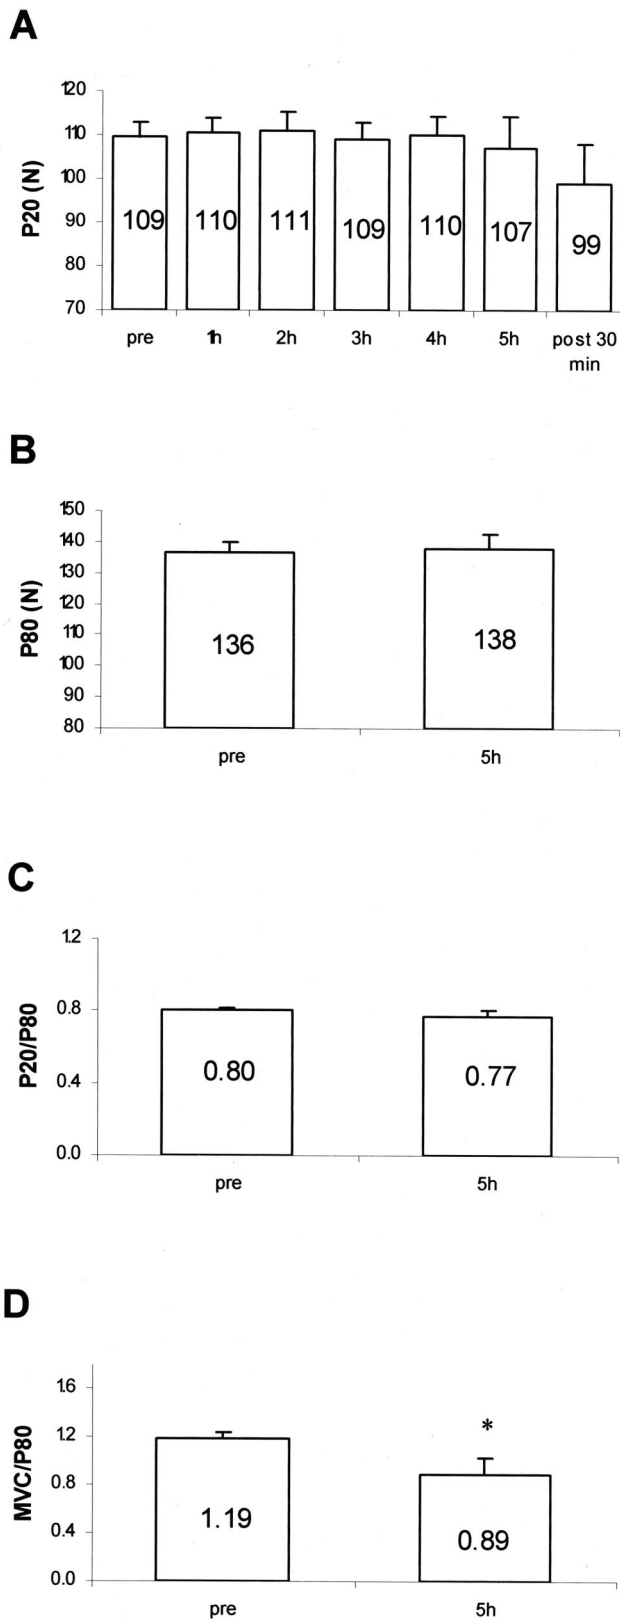 A
120
110
100
90
80
70
P20 (N)
109
110
111
109
110
107
99
pre
1h
2h
3h
4h
5h
post 30
min
B
150
140
130
120
110
100
90
80
P80 (N)
136
138
pre
5h
C
1.2
0.8
0.4
0.0
P20/P80
0.80
0.77
pre
5h
D
1.6
1.2
0.8
0.4
0.0
MVC/P80
*
1.19
0.89
pre
5h